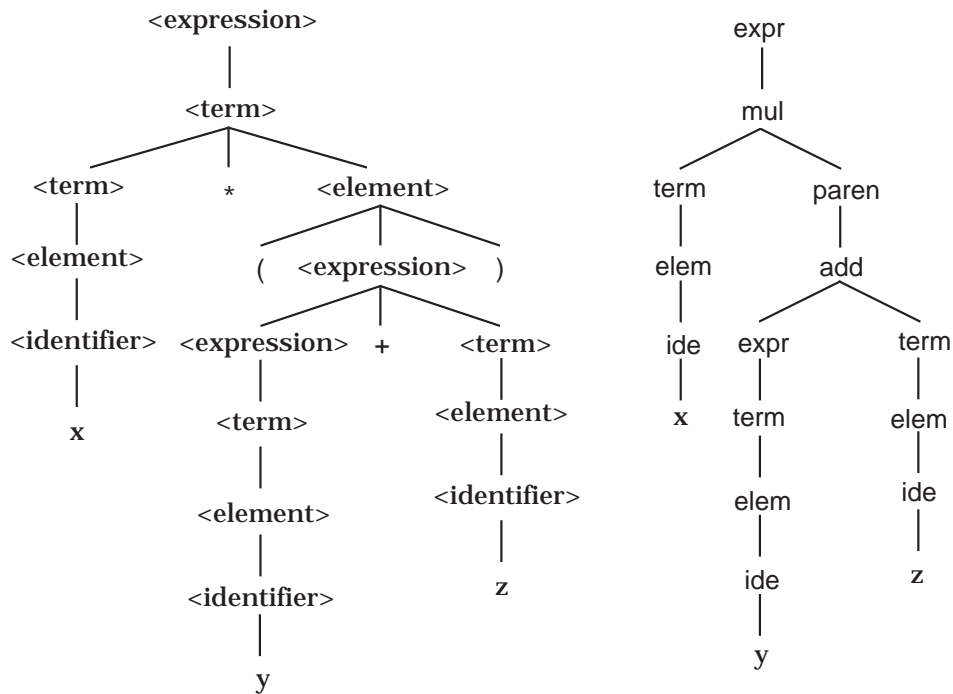 <expression> expr
<term> mul
<term> * <element> term paren
<element> ( <expression> ) elem add
<identifier> <expression> + <term> ide expr term
x <term> <element> x term elem
<element> <identifier> elem ide
<identifier> z ide z
y y